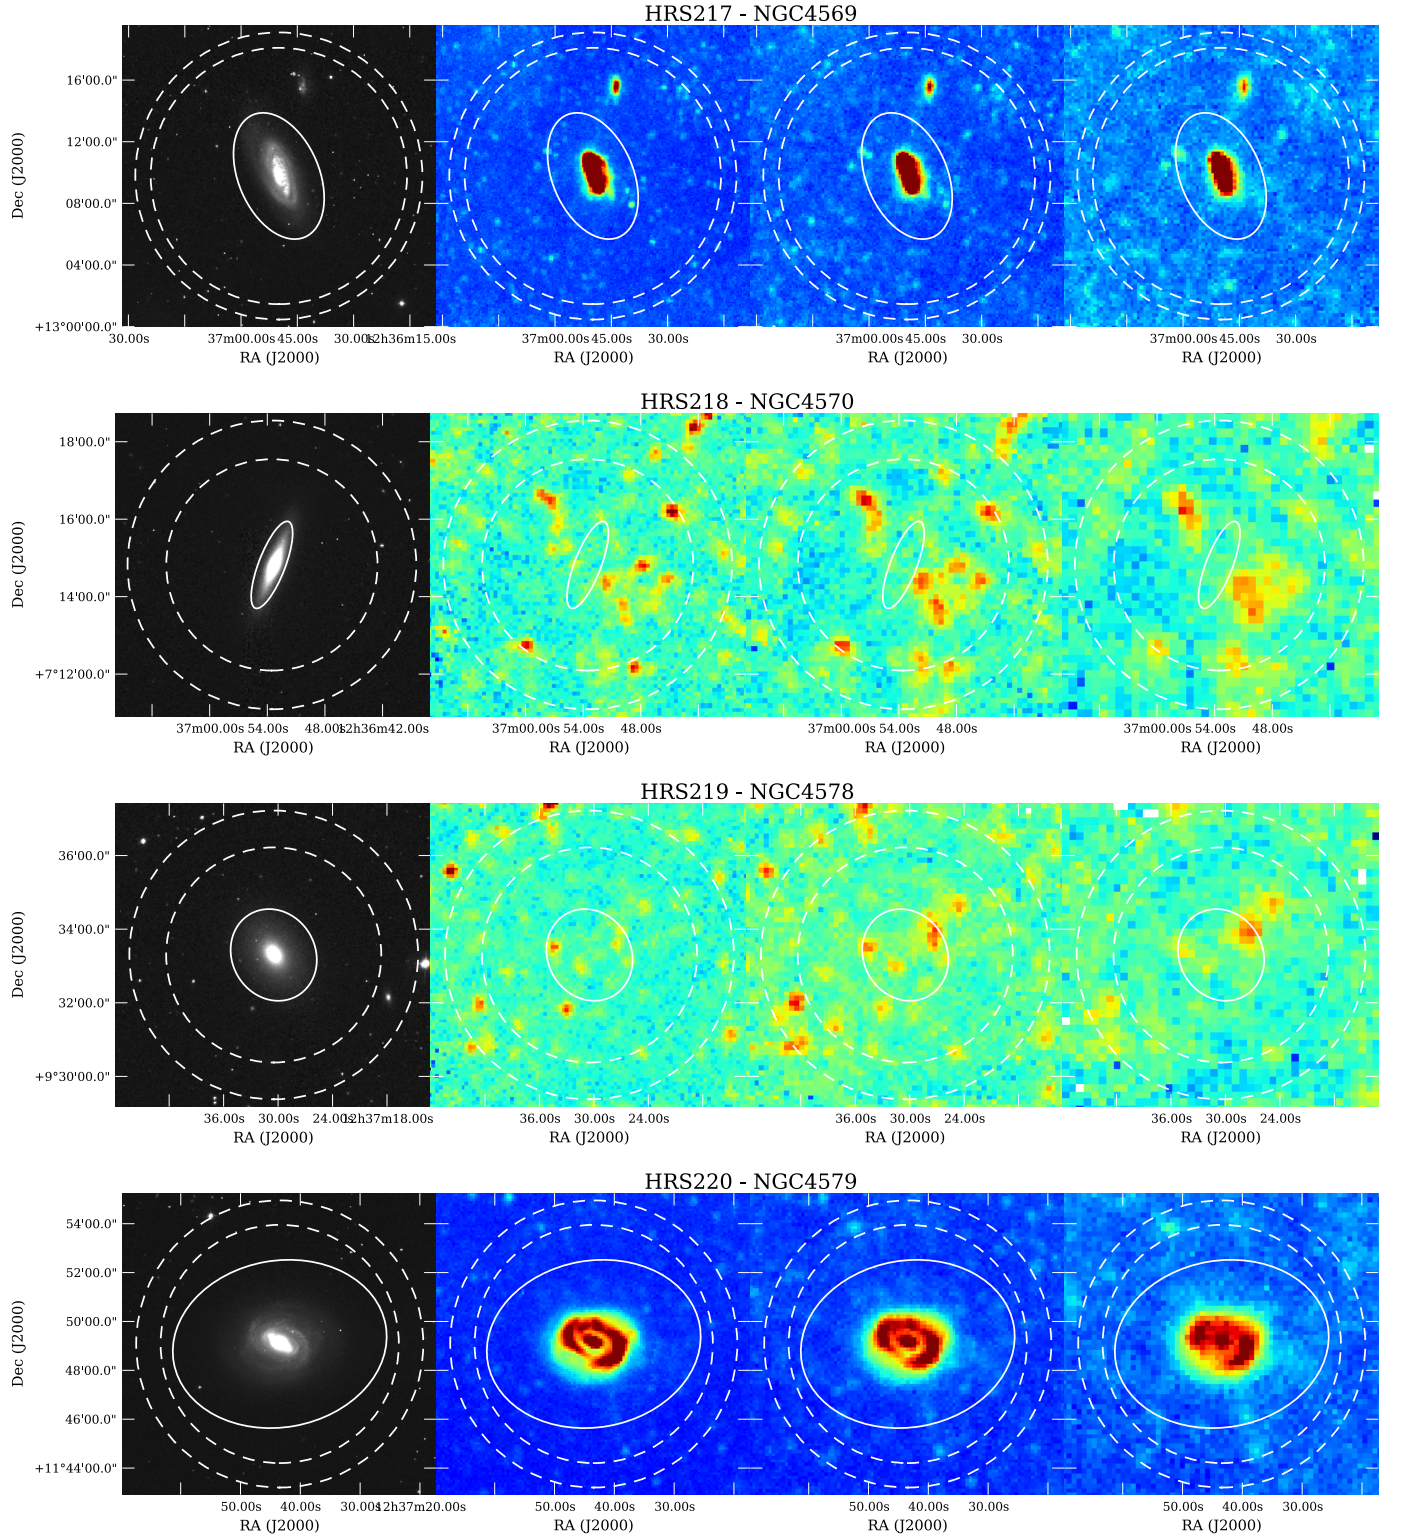 HRS217 - NGC4569
Dec (J2000)
16'00.0"
12'00.0"
08'00.0"
04'00.0"
+13°00'00.0"
30.00s 37m00.00s 45.00s 30.00s 12h36m15.00s 37m00.00s 45.00s 30.00s 37m00.00s 45.00s 30.00s 37m00.00s 45.00s 30.00s
RA (J2000) RA (J2000) RA (J2000) RA (J2000)
HRS218 - NGC4570
Dec (J2000)
18'00.0"
16'00.0"
14'00.0"
+7°12'00.0"
37m00.00s 54.00s 48.00s 12h36m42.00s 37m00.00s 54.00s 48.00s 37m00.00s 54.00s 48.00s 37m00.00s 54.00s 48.00s
RA (J2000) RA (J2000) RA (J2000) RA (J2000)
HRS219 - NGC4578
Dec (J2000)
36'00.0"
34'00.0"
32'00.0"
+9°30'00.0"
36.00s 30.00s 24.00s 12h37m18.00s 36.00s 30.00s 24.00s 36.00s 30.00s 24.00s 36.00s 30.00s 24.00s
RA (J2000) RA (J2000) RA (J2000) RA (J2000)
HRS220 - NGC4579
Dec (J2000)
54'00.0"
52'00.0"
50'00.0"
48'00.0"
46'00.0"
+11°44'00.0"
50.00s 40.00s 30.00s 12h37m20.00s 50.00s 40.00s 30.00s 50.00s 40.00s 30.00s 50.00s 40.00s 30.00s
RA (J2000) RA (J2000) RA (J2000) RA (J2000)